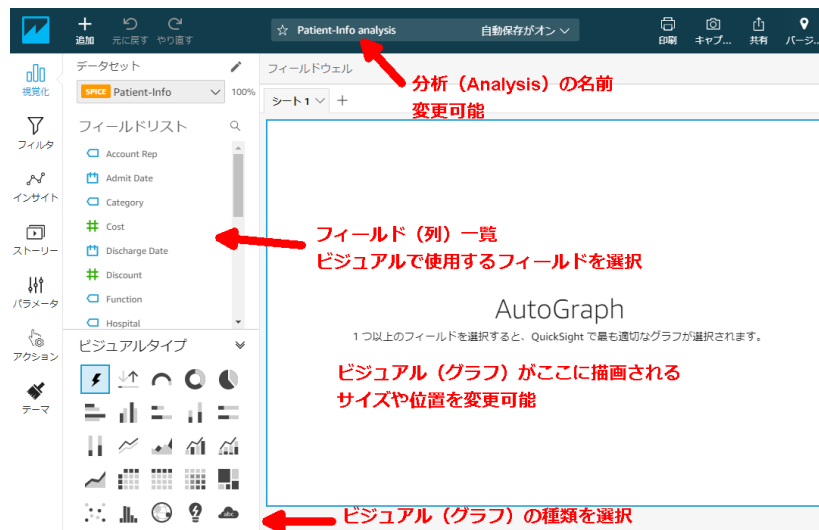 追加
元に戻す
やり直す
Patient-Info analysis
自動保存がオン
印刷
キャプ...
共有
パージ...
視覚化
フィルタ
インサイト
ストーリー
パラメータ
アクション
テーマ
データセット
SPICE Patient-Info
100%
フィールドリスト
Account Rep
Admit Date
Category
Cost
Discharge Date
Discount
Function
Hospital
ビジュアルタイプ
abc
フィールドウェル
シート 1
分析（Analysis）の名前
変更可能
フィールド（列）一覧
ビジュアルで使用するフィールドを選択
AutoGraph
1 つ以上のフィールドを選択すると、QuickSight で最も適切なグラフが選択されます。
ビジュアル（グラフ）がここに描画される
サイズや位置を変更可能
ビジュアル（グラフ）の種類を選択